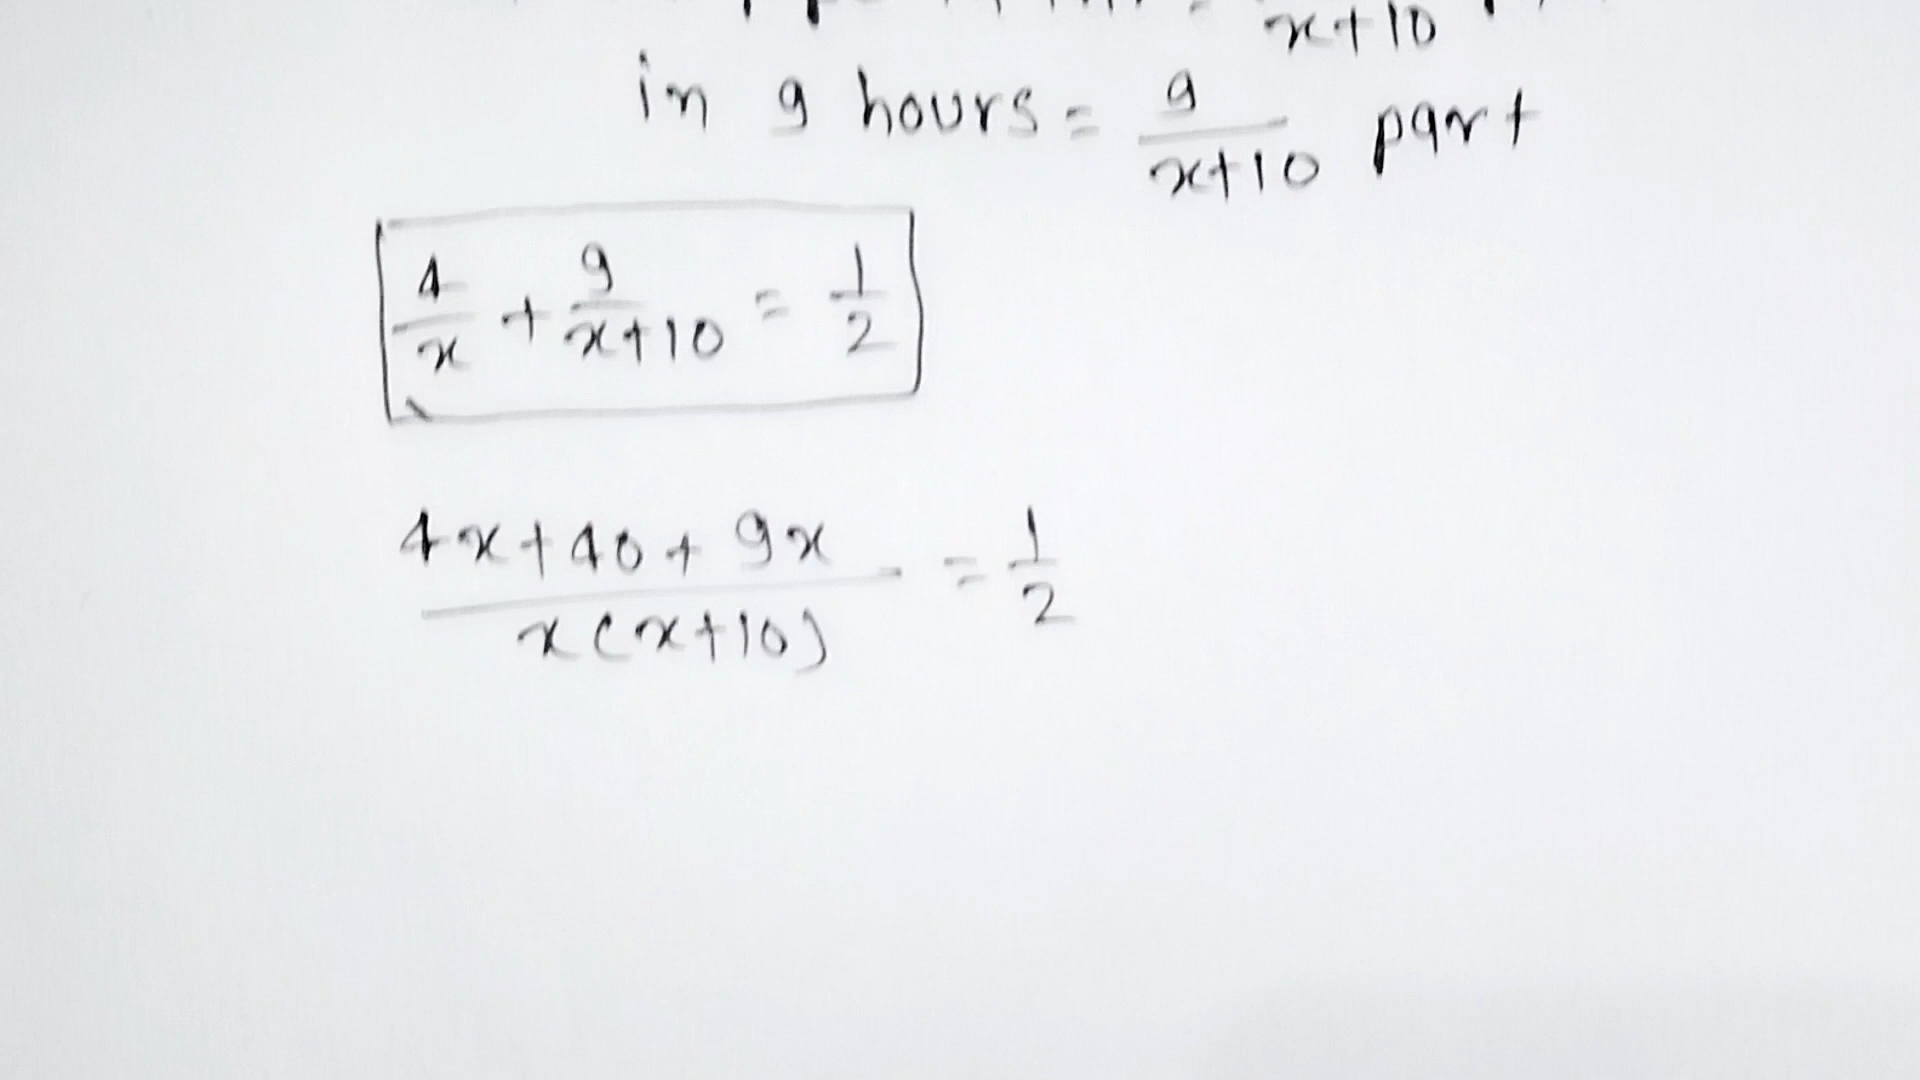 x+10
in 9 hours = 9/(x+10) part
4/x + 9/(x+10) = 1/2
(4x+40+9x)/(x(x+10)) = 1/2